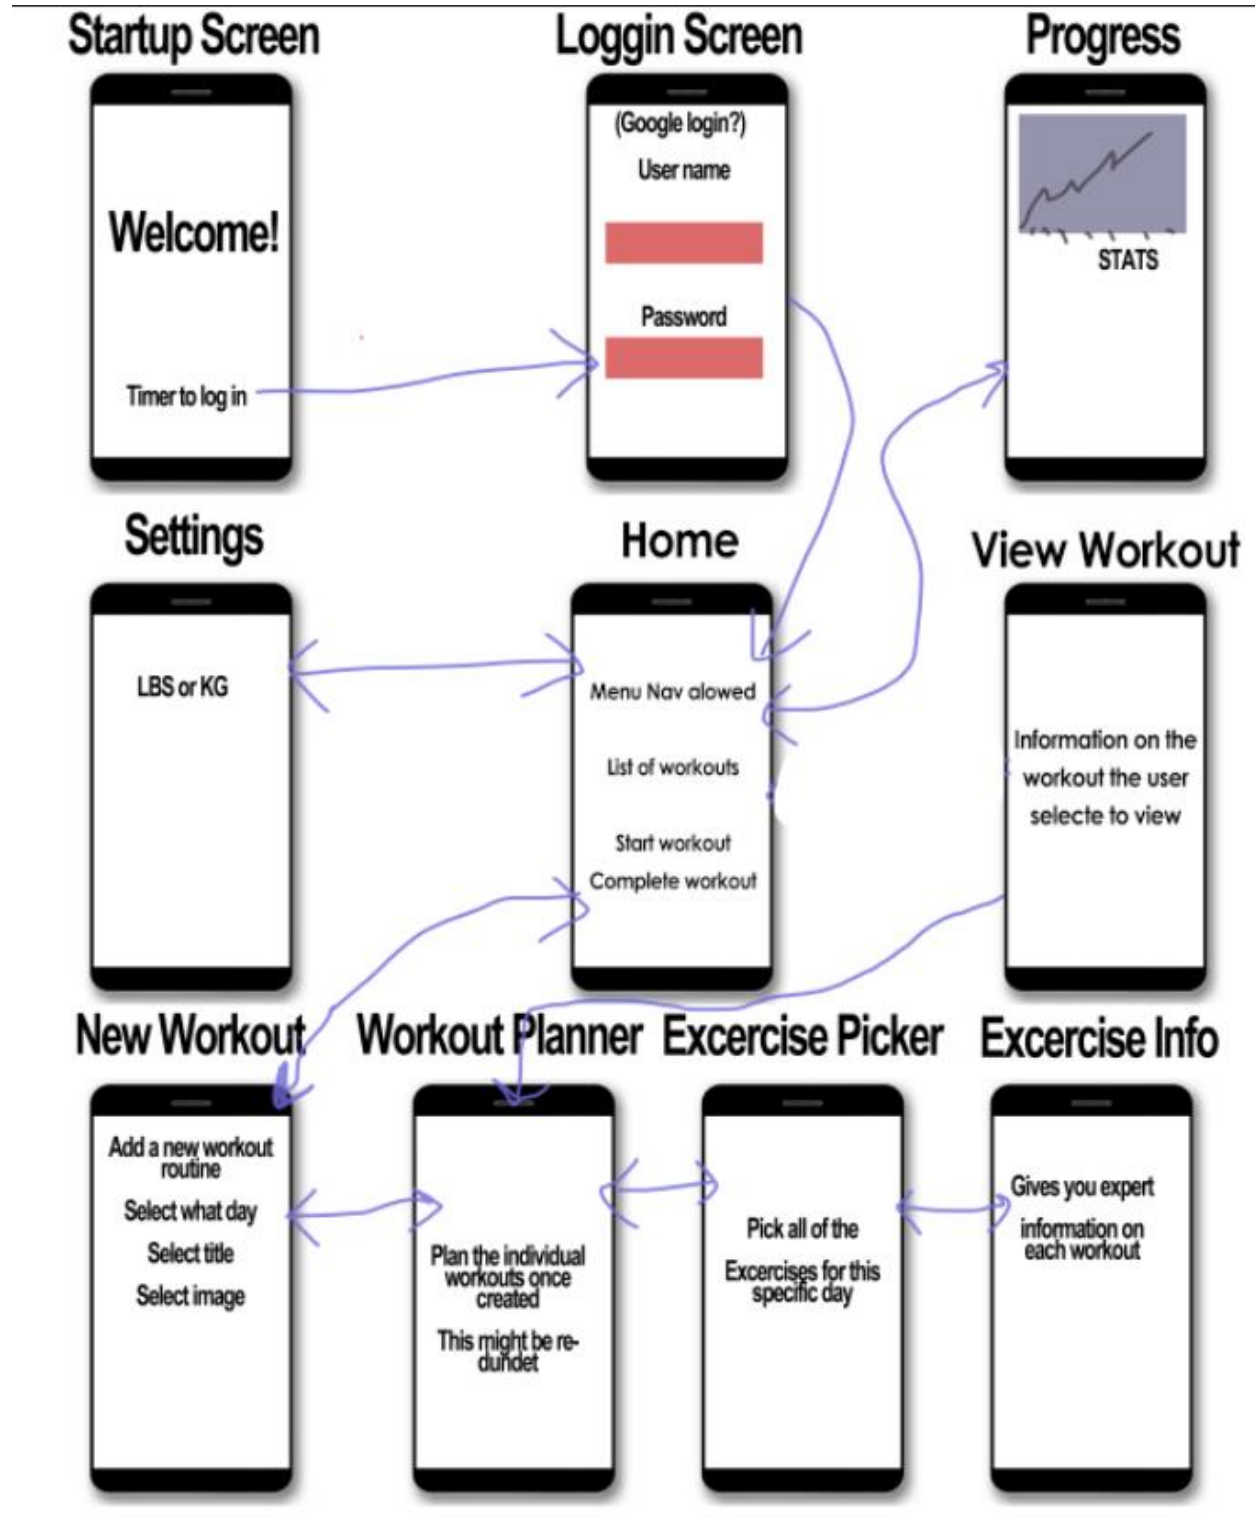 Startup Screen
Loggin Screen
Progress
Welcome!
Timer to log in
(Google login?)
User name
Password
STATS
Settings
Home
View Workout
LBS or KG
Menu Nav alowed
List of workouts
Start workout
Complete workout
Information on the
workout the user
selecte to view
New Workout
Workout Planner
Excercise Picker
Excercise Info
Add a new workout
routine
Select what day
Select title
Select image
Plan the individual
workouts once
created
This might be re-
dundet
Pick all of the
Excercises for this
specific day
Gives you expert
information on
each workout